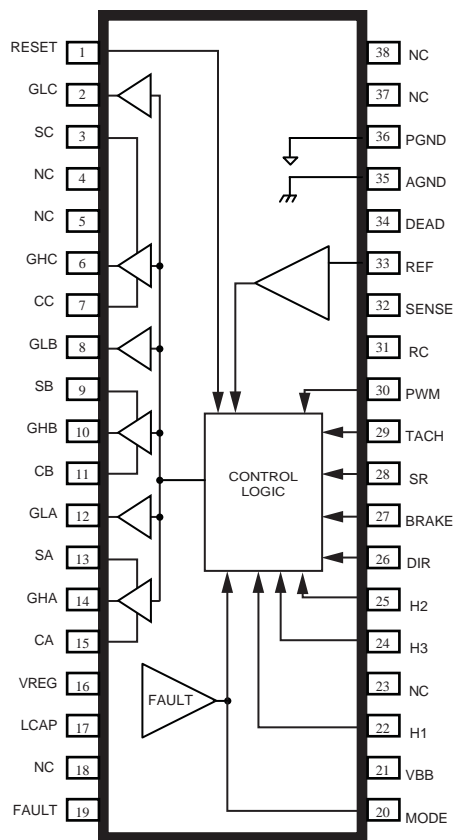 RESET 1
GLC 2
SC 3
NC 4
NC 5
GHC 6
CC 7
GLB 8
SB 9
GHB 10
CB 11
GLA 12
SA 13
GHA 14
CA 15
VREG 16
LCAP 17
NC 18
FAULT 19
CONTROL
LOGIC
FAULT
38 NC
37 NC
36 PGND
35 AGND
34 DEAD
33 REF
32 SENSE
31 RC
30 PWM
29 TACH
28 SR
27 BRAKE
26 DIR
25 H2
24 H3
23 NC
22 H1
21 VBB
20 MODE